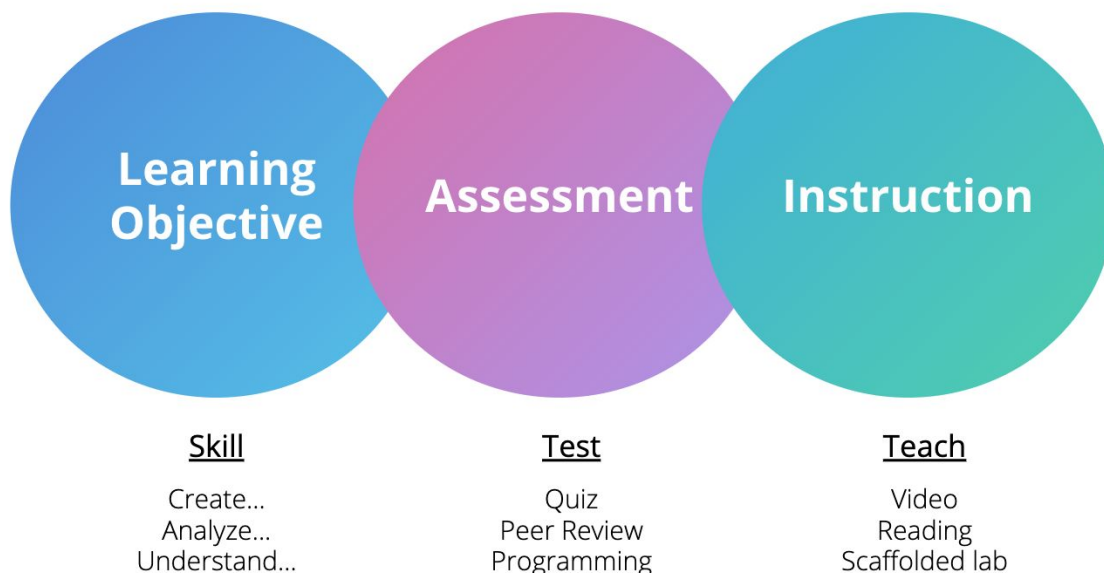 Learning
Objective
Assessment
Instruction
Skill
Create...
Analyze...
Understand...
Test
Quiz
Peer Review
Programming
Teach
Video
Reading
Scaffolded lab